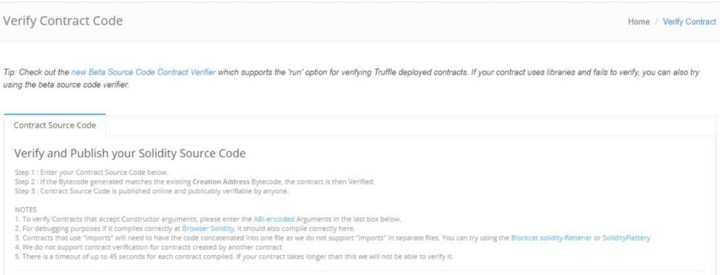 Verify Contract Code
Home / Verify Contract
Tip: Check out the new Beta Source Code Contract Verifier which supports the 'run' option for verifying Truffle deployed contracts. If your contract uses libraries and fails to verify, you can also try
using the beta source code verifier.
Contract Source Code
Verify and Publish your Solidity Source Code
Step 1 : Enter your Contract Source Code below.
Step 2 : If the Bytecode generated matches the existing Creation Address Bytecode, the contract is then Verified.
Step 3 : Contract Source Code is published online and publicably verifiable by anyone.
NOTES
1. To verify Contracts that accept Constructor arguments, please enter the ABI-encoded Arguments in the last box below.
2. For debugging purposes if it compiles correctly at Browser Solidity, it should also compile correctly here.
3. Contracts that use "imports" will need to have the code concatenated into one file as we do not support "imports" in separate files. You can try using the Blockcat solidity-flattener or SolidityFlattery
4. We do not support contract verification for contracts created by another contract
5. There is a timeout of up to 45 seconds for each contract compiled. If your contract takes longer than this we will not be able to verify it.